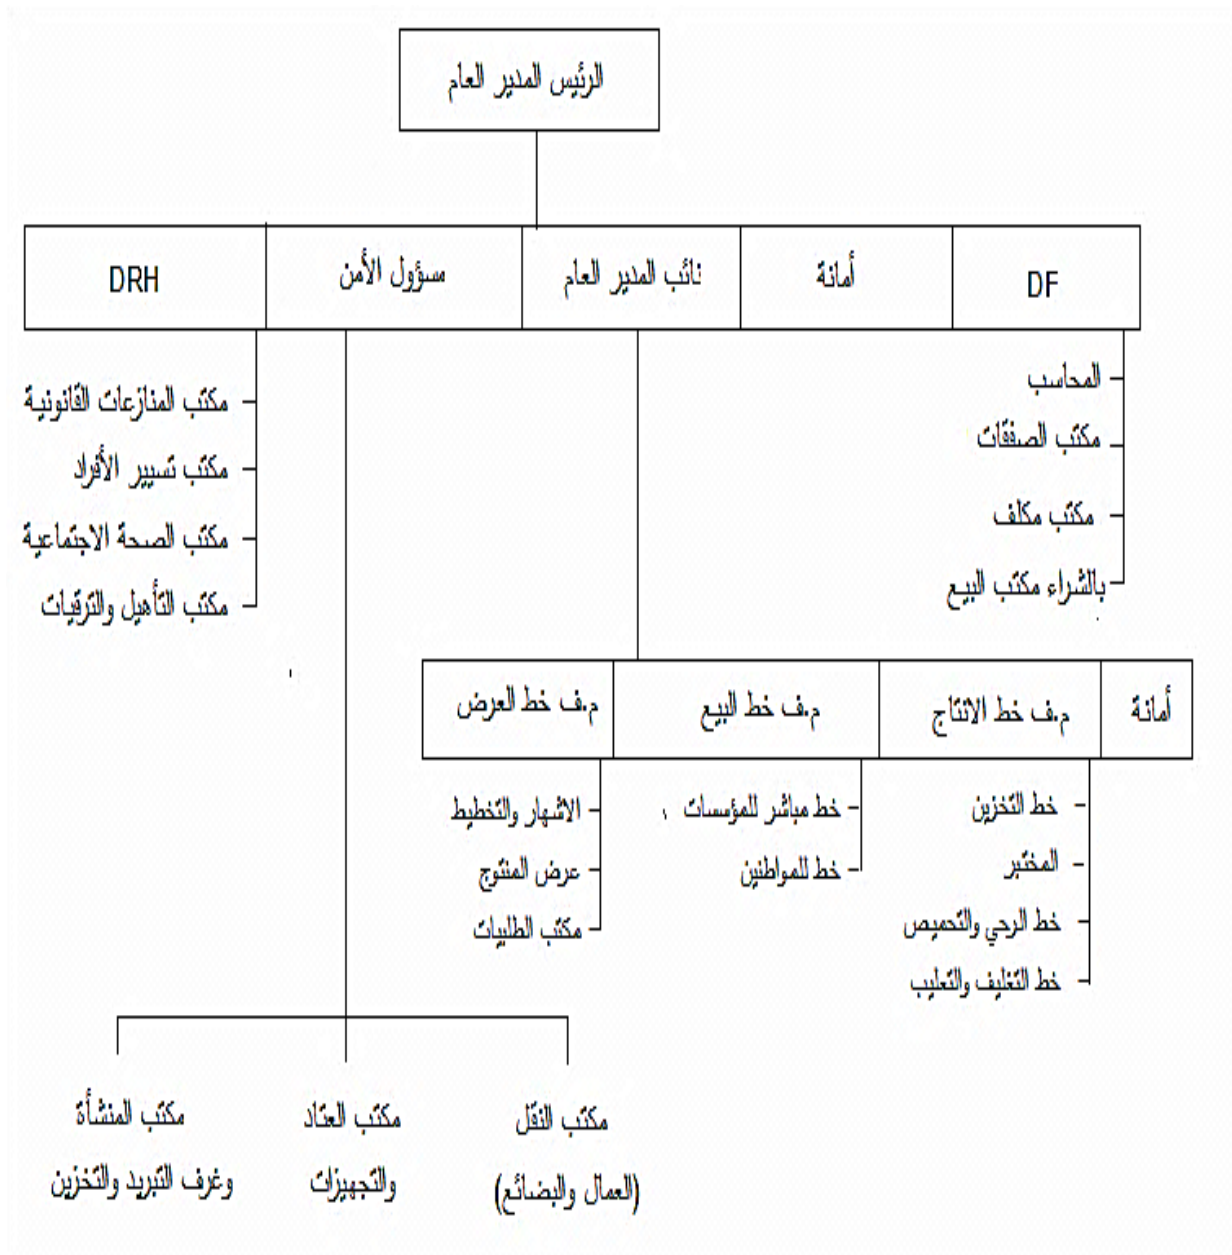 الرئيس المدير العام
DF
أمانة
نائب المدير العام
مسؤول الأمن
DRH
- المحاسب
- مكتب الصفقات
- مكتب مكلف
- بالشراء مكتب البيع
- مكتب المنازعات القانونية
- مكتب تسيير الأفراد
- مكتب الصحة الاجتماعية
- مكتب التأهيل والترقيات
أمانة
م.ف خط الانتاج
م.ف خط البيع
م.ف خط العرض
- خط التخزين
- المختبر
- خط الرحي والتحميص
- خط التغليف والتعليب
- خط مباشر للمؤسسات
- خط للمواطنين
- الاشهار والتخطيط
- عرض المنتوج
- مكتب الطلبيات
مكتب النقل
(العمال والبضائع)
مكتب العتاد
والتجهيزات
مكتب المنشأة
وغرف التبريد والتخزين